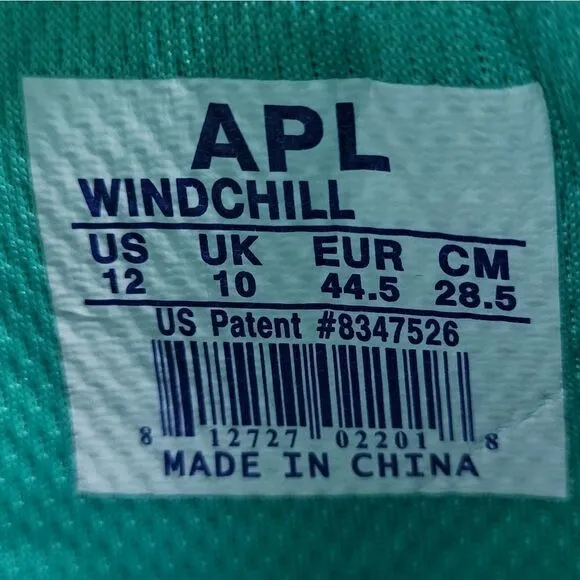 APL
WINDCHILL
US UK EUR CM
12 10 44.5 28.5
US Patent #8347526
8 12727 02201 8
MADE IN CHINA